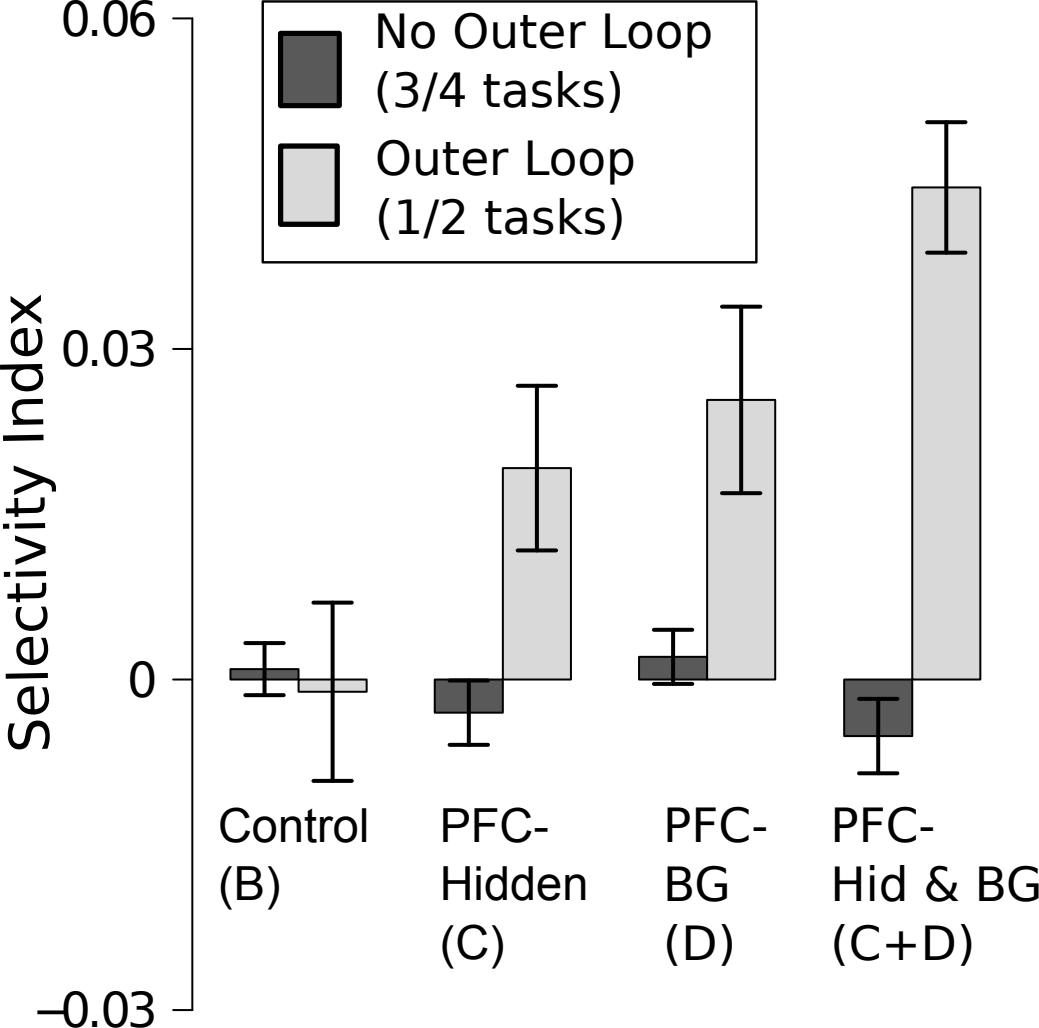 0.06
No Outer Loop
(3/4 tasks)
Outer Loop
(1/2 tasks)
Selectivity Index
0.03
0
−0.03
Control
(B)
PFC-
Hidden
(C)
PFC-
BG
(D)
PFC-
Hid & BG
(C+D)